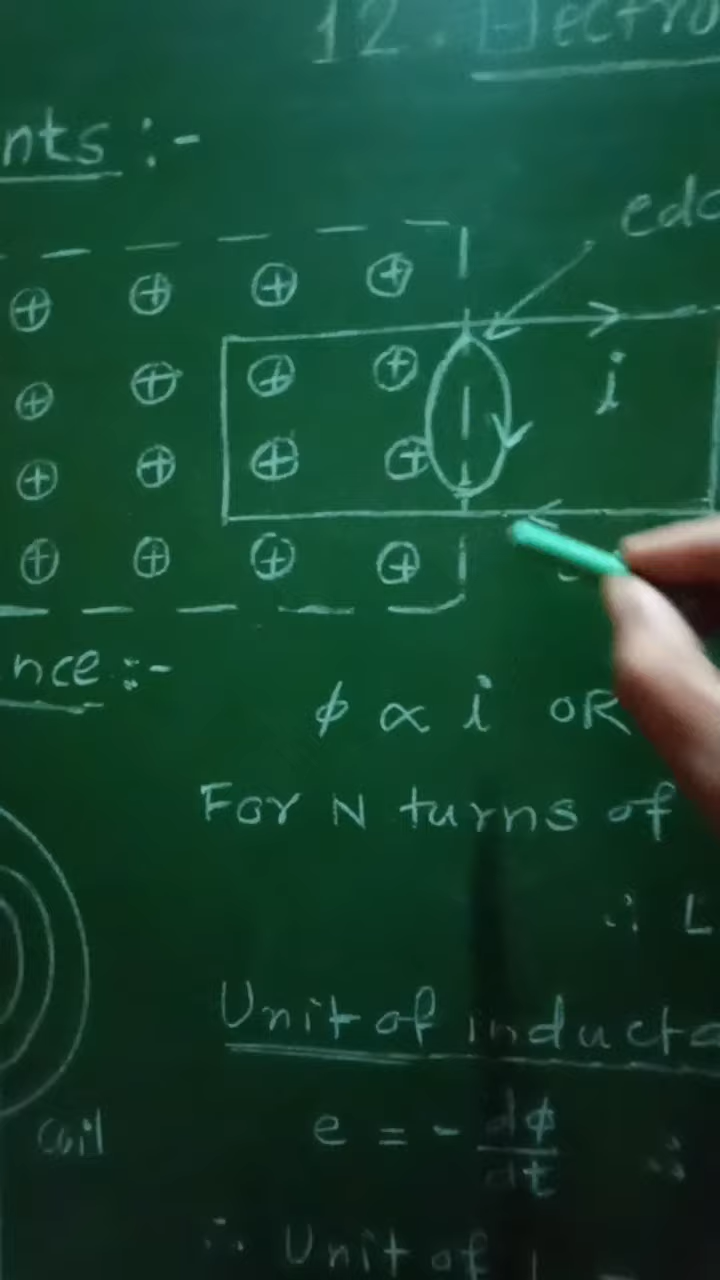 12. Electro
nts :-
edd
i
nce :-
ϕ ∝ i OR
For N turns of
∴ L
Unit of inducta
coil
e = - dϕ/dt ∴
∴ Unit of